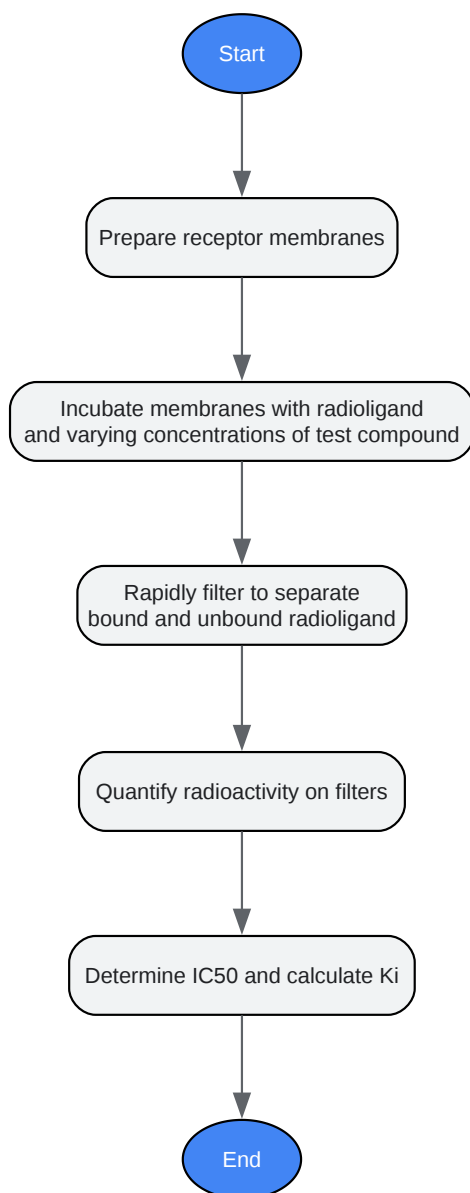 Start
Prepare receptor membranes
Incubate membranes with radioligand
and varying concentrations of test compound
Rapidly filter to separate
bound and unbound radioligand
Quantify radioactivity on filters
Determine IC50 and calculate Ki
End